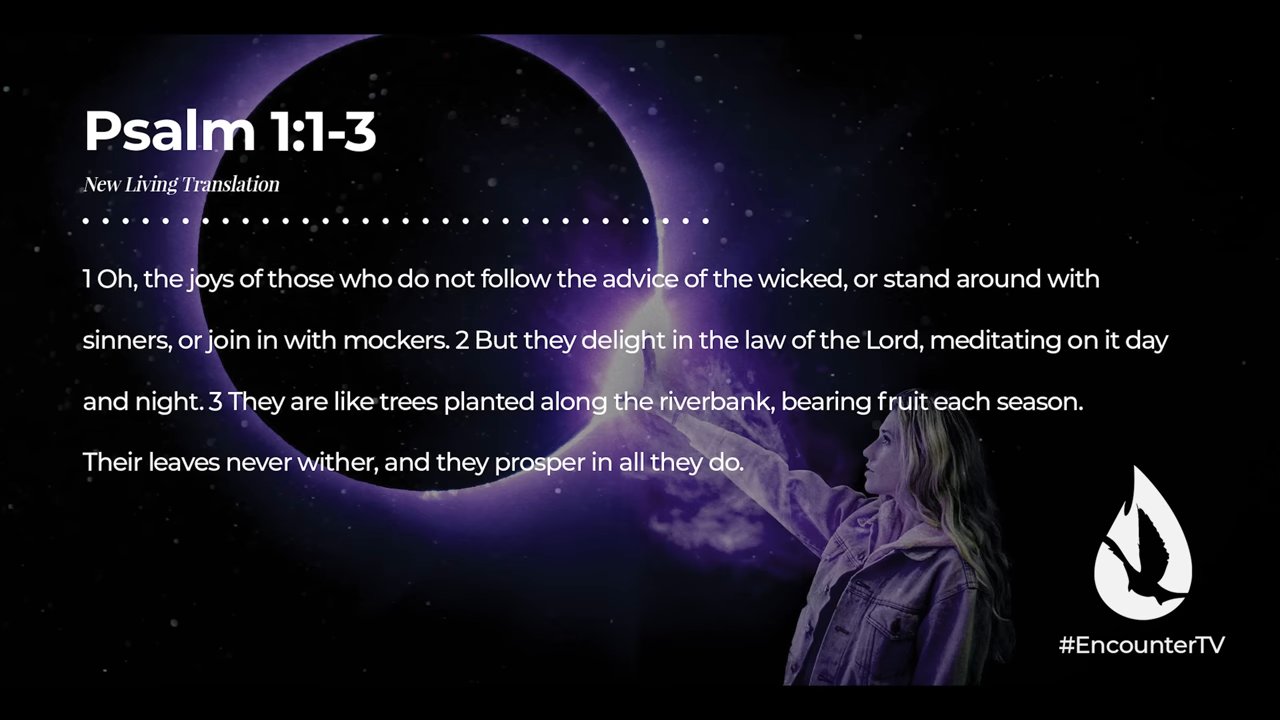 Psalm 1:1-3
New Living Translation
1 Oh, the joys of those who do not follow the advice of the wicked, or stand around with
sinners, or join in with mockers. 2 But they delight in the law of the Lord, meditating on it day
and night. 3 They are like trees planted along the riverbank, bearing fruit each season.
Their leaves never wither, and they prosper in all they do.
#EncounterTV